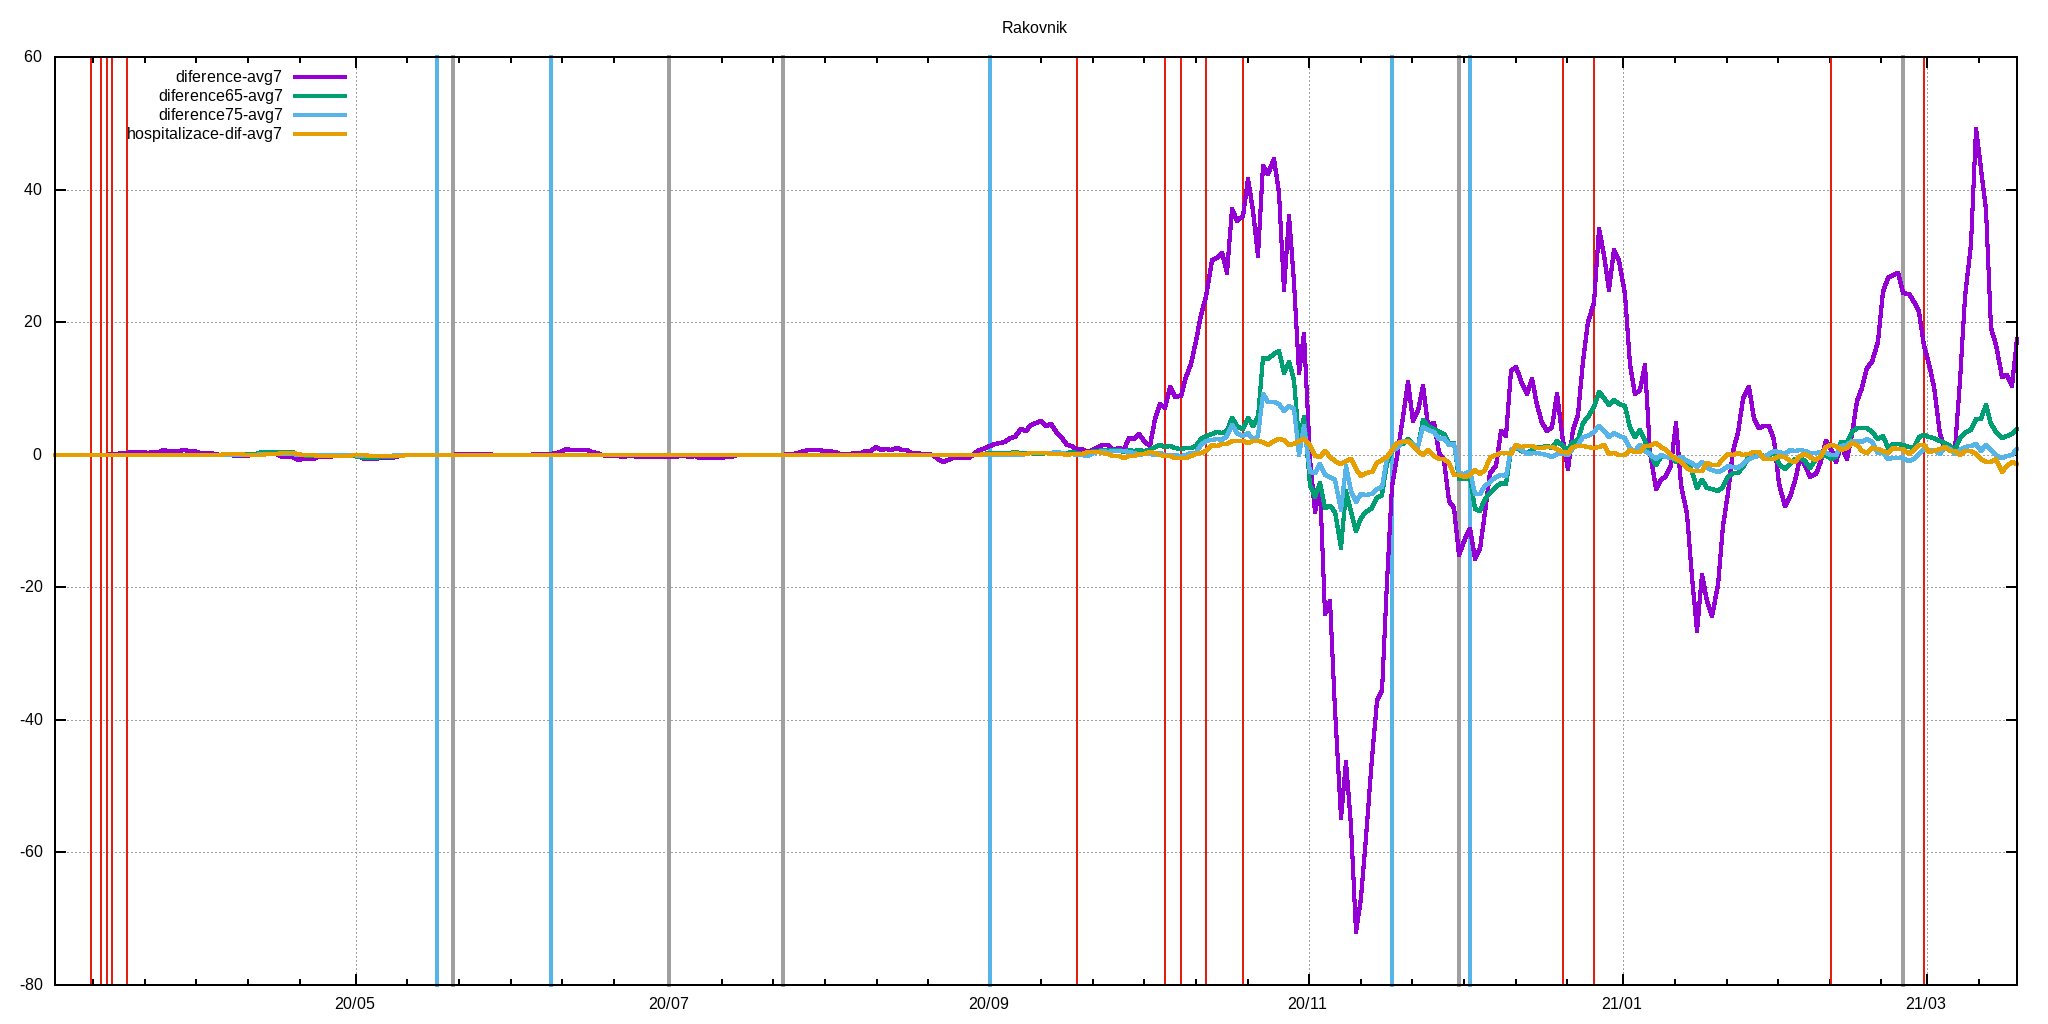 Rakovnik
60
40
20
0
-20
-40
-60
-80
diference-avg7
diference65-avg7
diference75-avg7
hospitalizace-dif-avg7
20/05
20/07
20/09
20/11
21/01
21/03